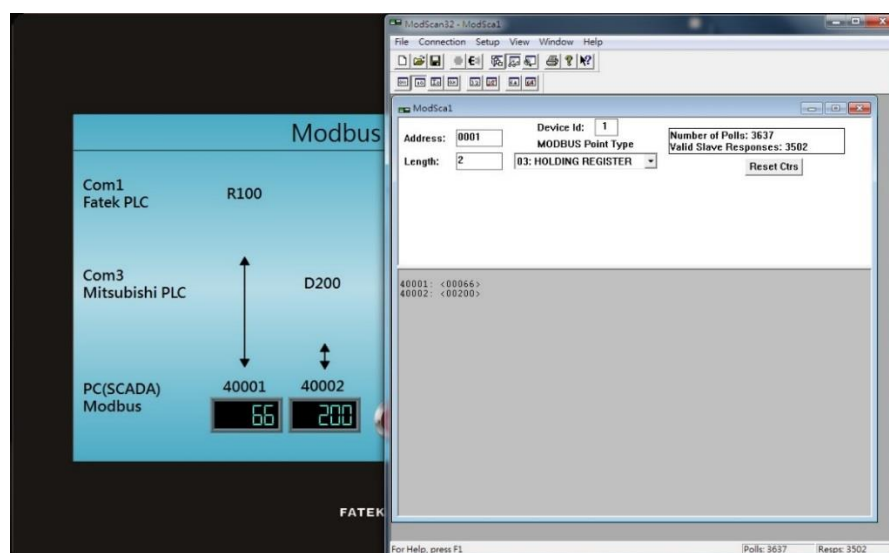 Modbus
Com1
Fatek PLC
R100
Com3
Mitsubishi PLC
D200
PC(SCADA)
Modbus
40001
40002
66
200
FATEK
ModScan32 - ModSca1
File Connection Setup View Window Help
ModSca1
Address: 0001
Device Id: 1
MODBUS Point Type
Length: 2
03: HOLDING REGISTER
Number of Polls: 3637
Valid Slave Responses: 3502
Reset Ctrs
40001: <00066>
40002: <00200>
For Help, press F1
Polls: 3637
Resps: 3502